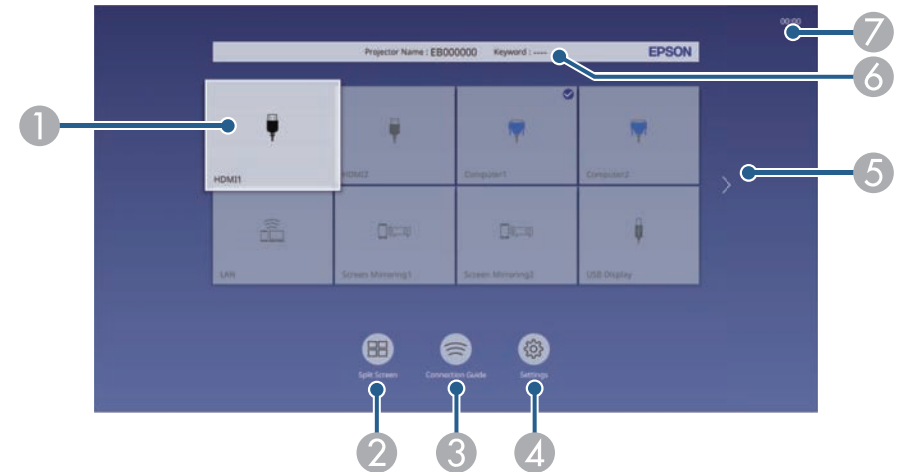 00:00
7
Projector Name : EB000000 Keyword : ---- EPSON
6
1
HDMI1 HDMI2 Computer1 Computer2
5
LAN Screen Mirroring1 Screen Mirroring2 USB Display
Split Screen Connection Guide Settings
2 3 4